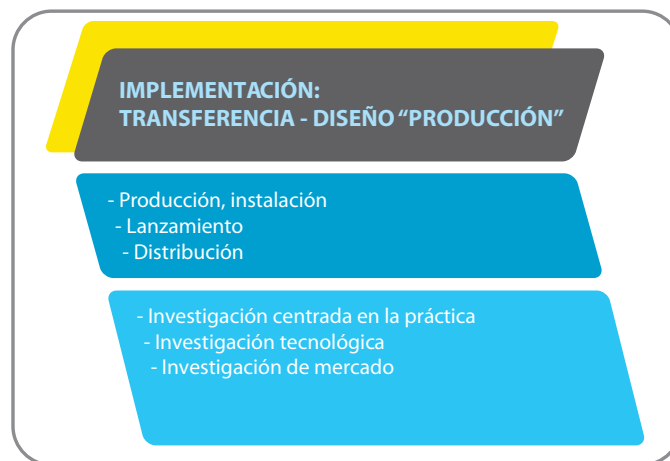 IMPLEMENTACIÓN:
TRANSFERENCIA - DISEÑO “PRODUCCIÓN”
- Producción, instalación
- Lanzamiento
- Distribución
- Investigación centrada en la práctica
- Investigación tecnológica
- Investigación de mercado